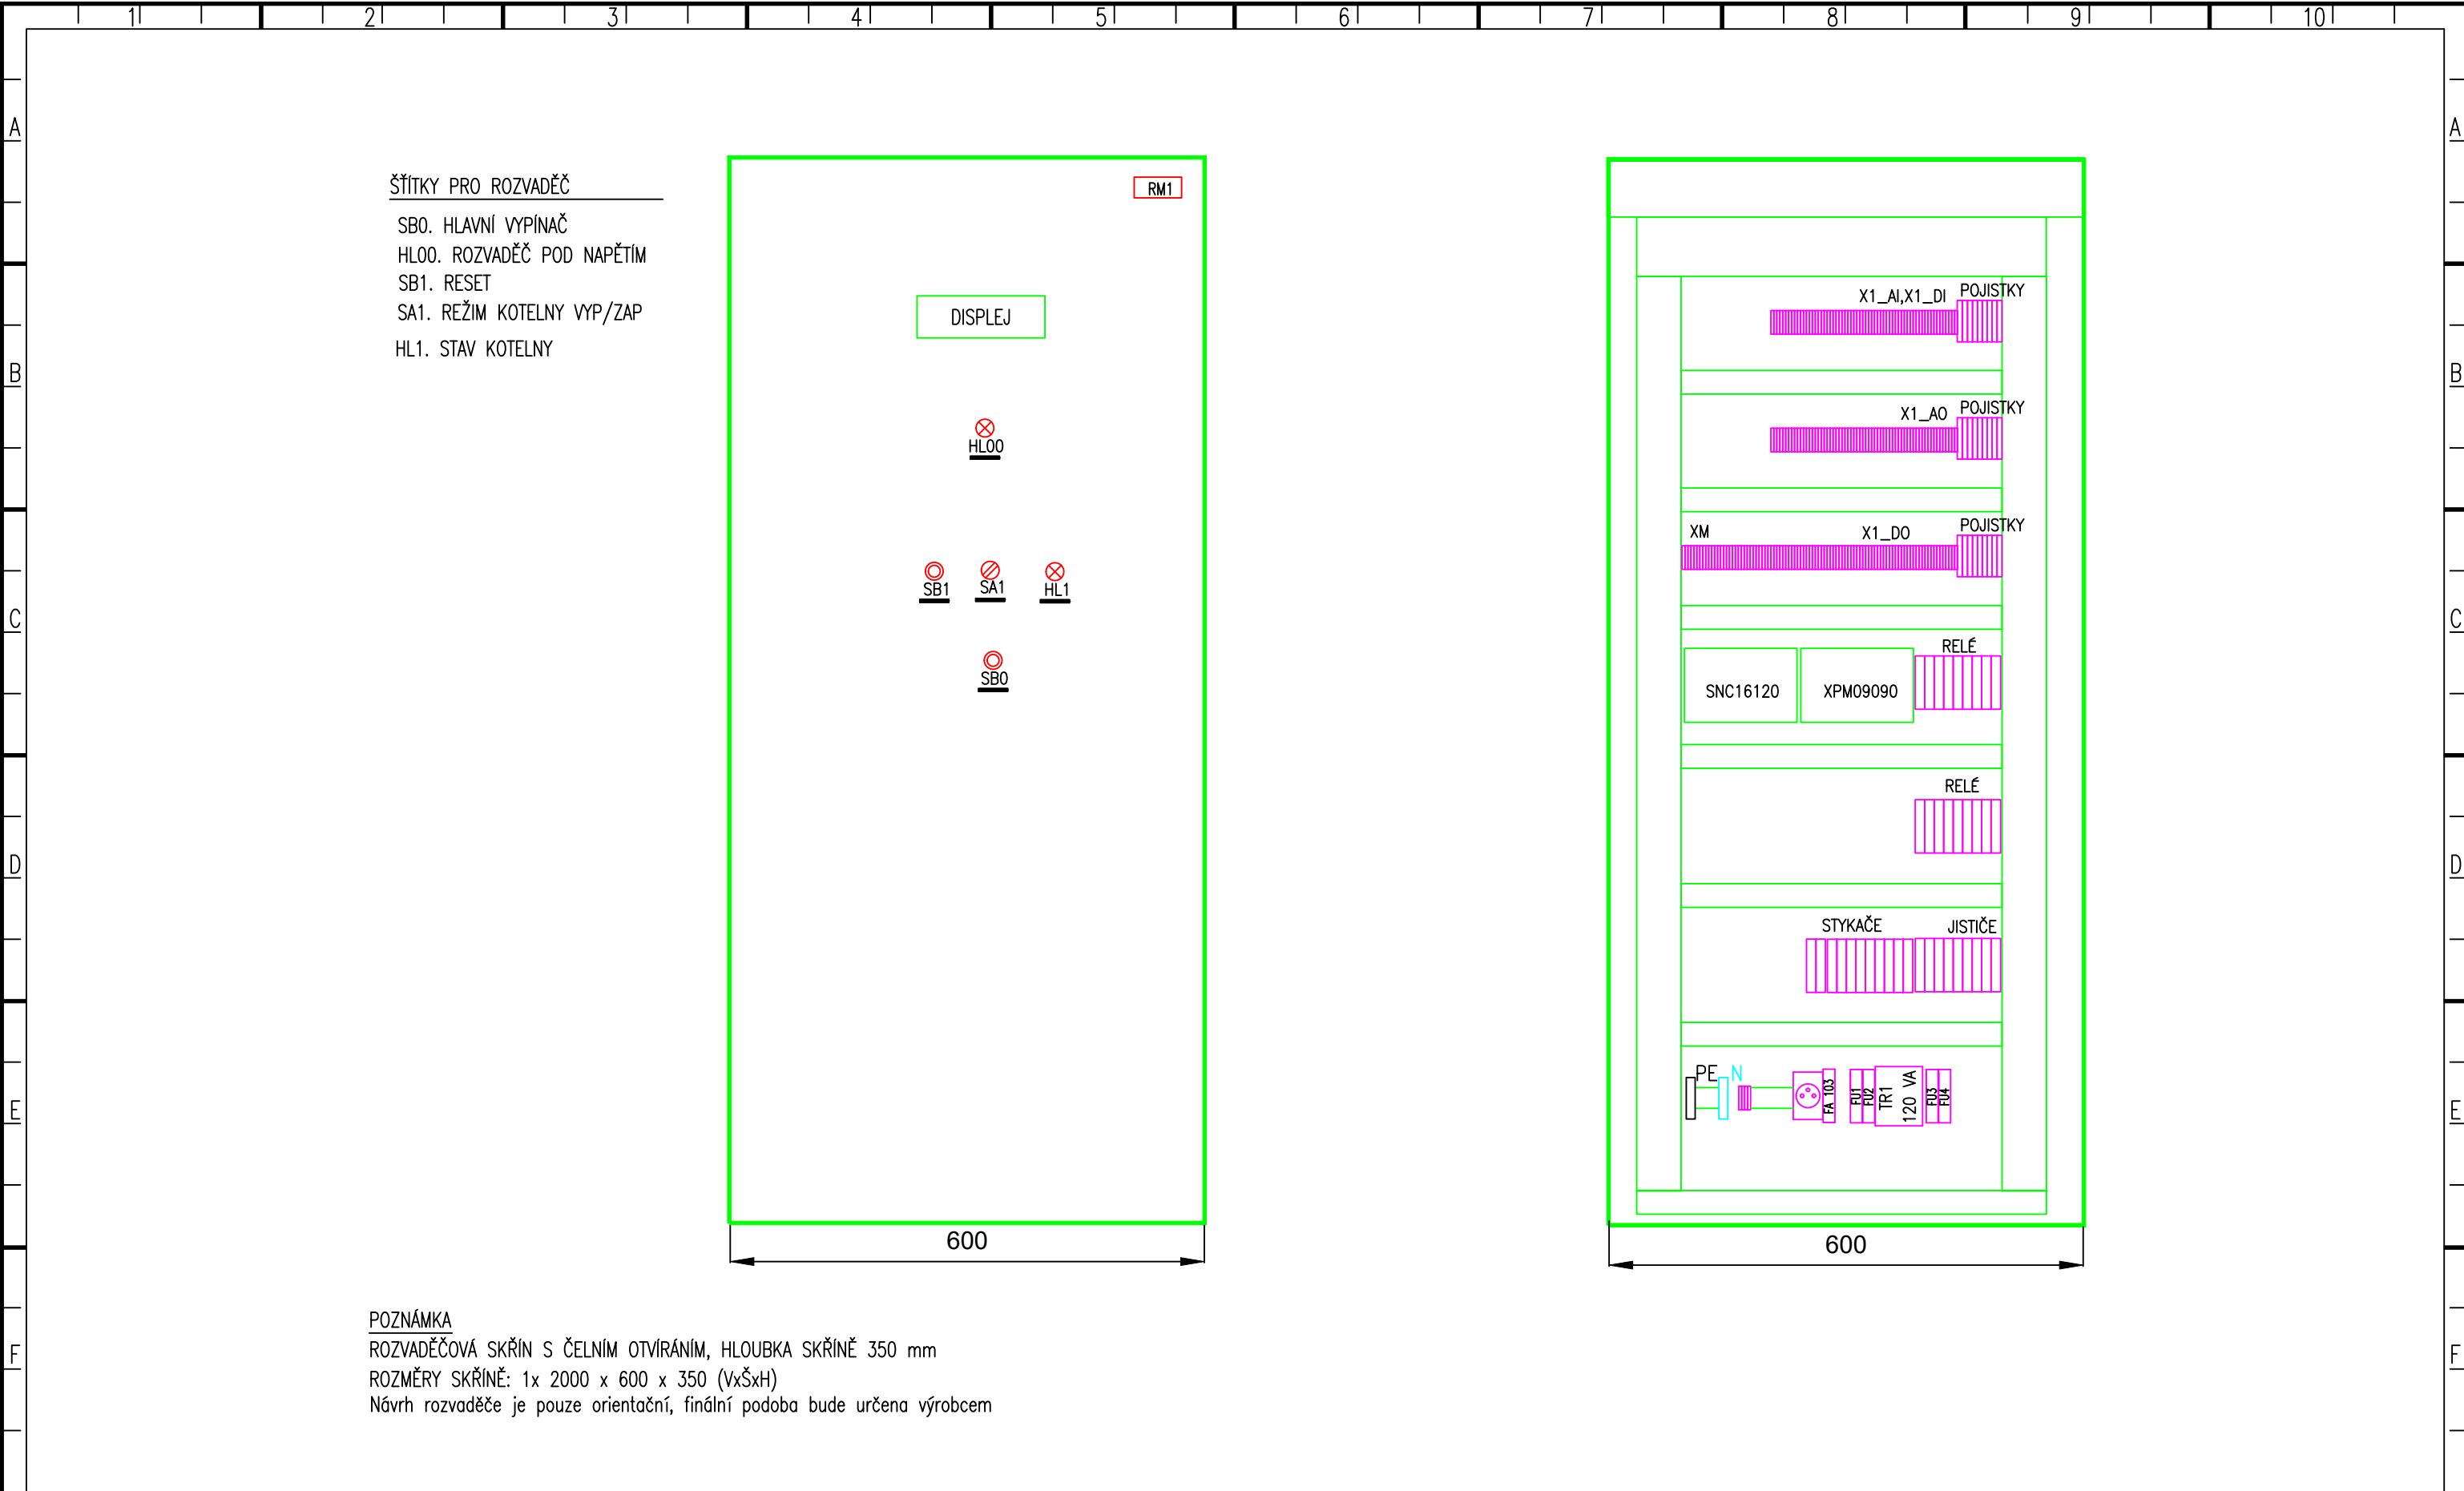 1 2 3 4 5 6 7 8 9 10
A A
ŠŤÍTKY PRO ROZVADĚČ
SB0. HLAVNÍ VYPÍNAČ
HL00. ROZVADĚČ POD NAPĚTÍM
SB1. RESET
SA1. REŽIM KOTELNY VYP/ZAP
HL1. STAV KOTELNY
RM1
DISPLEJ
HL00
SB1 SA1 HL1
SB0
600
X1_AI,X1_DI POJISTKY
B B
X1_AO POJISTKY
XM X1_DO POJISTKY
C C
RELÉ
SNC16120 XPM09090
RELÉ
D D
STYKAČE JISTIČE
PE N
FA 103
FU1
FU2
TR1
120 VA
FU3
FU4
E E
600
POZNÁMKA
ROZVADĚČOVÁ SKŘÍN S ČELNÍM OTVÍRÁNÍM, HLOUBKA SKŘÍNĚ 350 mm
ROZMĚRY SKŘÍNĚ: 1x 2000 x 600 x 350 (VxŠxH)
Návrh rozvaděče je pouze orientační, finální podoba bude určena výrobcem
F F